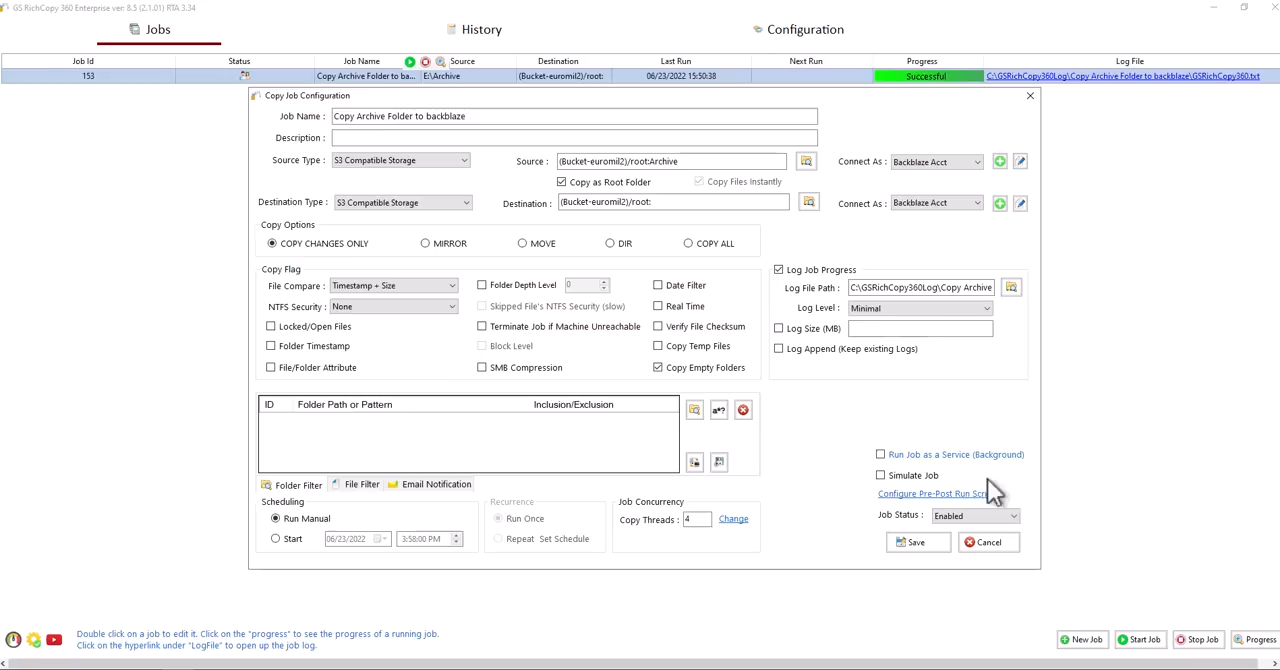 GS RichCopy 360 Enterprise ver: 8.5 (2.1.01) RTA 3.34
Jobs History Configuration
Job Id Status Job Name Source Destination Last Run Next Run Progress Log File
153 Copy Archive Folder to ba... E:\Archive (Bucket-euromil2)/root: 06/23/2022 15:50:38 Successful C:\GSRichCopy360Log\Copy Archive Folder to backblaze\GSRichCopy360.txt
Copy Job Configuration
Job Name : Copy Archive Folder to backblaze
Description :
Source Type : S3 Compatible Storage Source : (Bucket-euromil2)/root:Archive Connect As : Backblaze Acct
Copy as Root Folder Copy Files Instantly
Destination Type : S3 Compatible Storage Destination : (Bucket-euromil2)/root: Connect As : Backblaze Acct
Copy Options
COPY CHANGES ONLY MIRROR MOVE DIR COPY ALL
Copy Flag Log Job Progress
File Compare : Timestamp + Size Folder Depth Level 0 Date Filter Log File Path : C:\GSRichCopy360Log\Copy Archive
NTFS Security : None Skipped File's NTFS Security (slow) Real Time Log Level : Minimal
Locked/Open Files Terminate Job if Machine Unreachable Verify File Checksum Log Size (MB)
Folder Timestamp Block Level Copy Temp Files Log Append (Keep existing Logs)
File/Folder Attribute SMB Compression Copy Empty Folders
ID Folder Path or Pattern Inclusion/Exclusion
a*?
Run Job as a Service (Background)
Simulate Job
Folder Filter File Filter Email Notification
Configure Pre-Post Run Scr
Scheduling Recurrence Job Concurrency
Run Manual Run Once Copy Threads : 4 Change Job Status : Enabled
Start 06/23/2022 3:58:00 PM Repeat Set Schedule Save Cancel
Double click on a job to edit it. Click on the "progress" to see the progress of a running job.
Click on the hyperlink under "LogFile" to open up the job log.
New Job Start Job Stop Job Progress